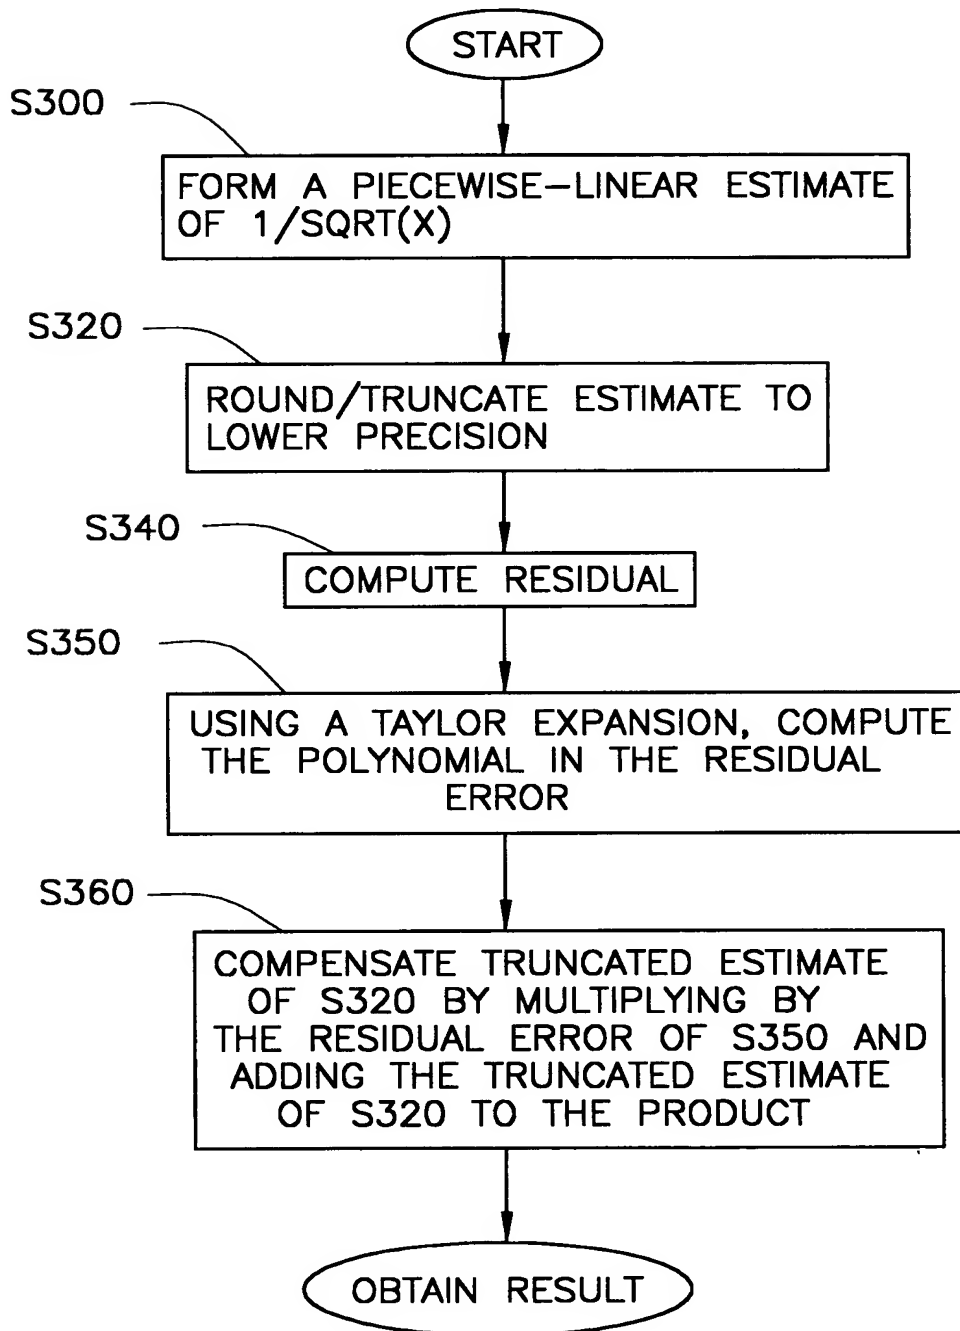 START
S300
FORM A PIECEWISE-LINEAR ESTIMATE
OF 1/SQRT(X)
S320
ROUND/TRUNCATE ESTIMATE TO
LOWER PRECISION
S340
COMPUTE RESIDUAL
S350
USING A TAYLOR EXPANSION, COMPUTE
THE POLYNOMIAL IN THE RESIDUAL
ERROR
S360
COMPENSATE TRUNCATED ESTIMATE
OF S320 BY MULTIPLYING BY
THE RESIDUAL ERROR OF S350 AND
ADDING THE TRUNCATED ESTIMATE
OF S320 TO THE PRODUCT
OBTAIN RESULT